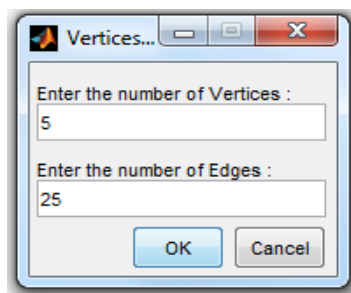 Vertices...
Enter the number of Vertices :
5
Enter the number of Edges :
25
OK Cancel